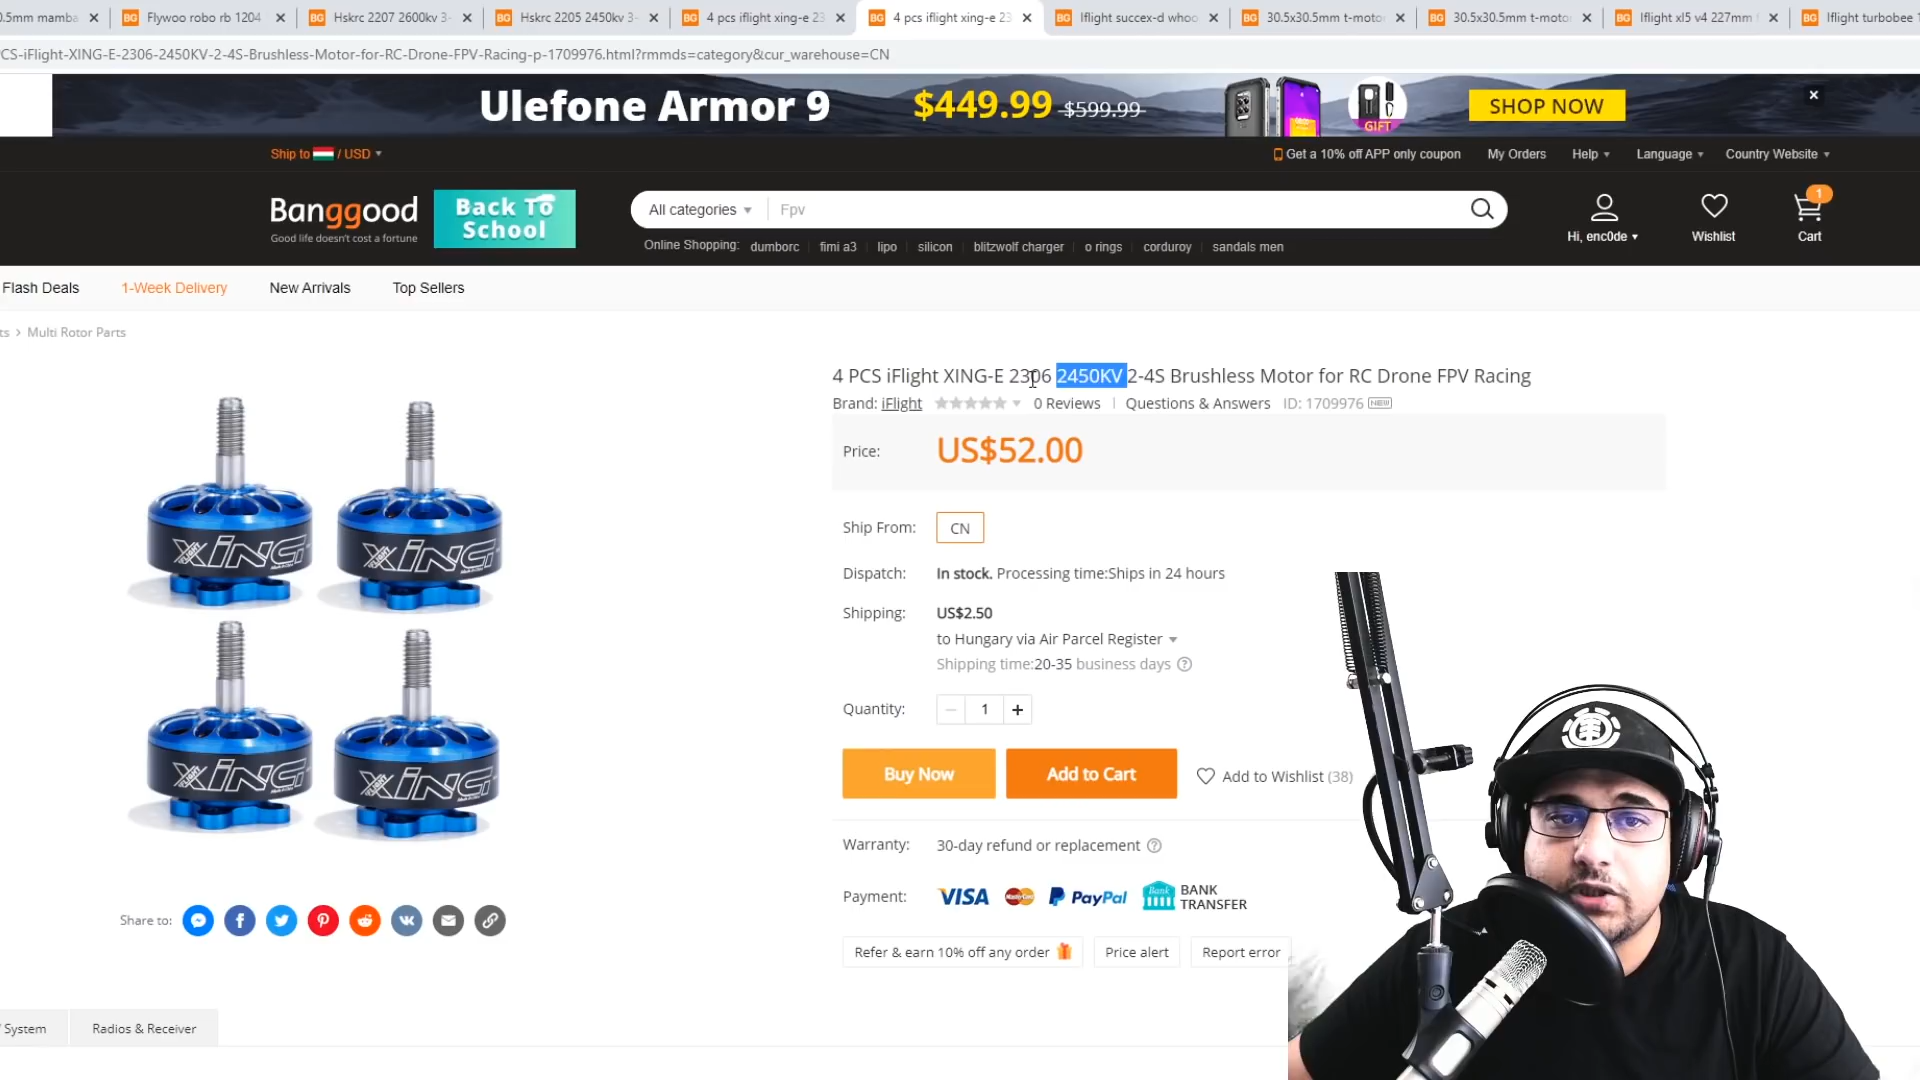 0.5mm mamba
Flywoo robo rb 1204
Hskrc 2207 2600kv 3-
Hskrc 2205 2450kv 3-
4 pcs iflight xing-e 23
4 pcs iflight xing-e 23
Iflight succex-d whoo
30.5x30.5mm t-moto
30.5x30.5mm t-moto
Iflight xl5 v4 227mm
Iflight turbobee 1
CS-iFlight-XING-E-2306-2450KV-2-4S-Brushless-Motor-for-RC-Drone-FPV-Racing-p-1709976.html?rmmds=category&cur_warehouse=CN
Ulefone Armor 9
$449.99 $599.99
GIFT
SHOP NOW
Ship to / USD
Get a 10% off APP only coupon
My Orders
Help
Language
Country Website
Banggood
Good life doesn't cost a fortune
Back To
School
All categories
Fpv
Online Shopping: dumborc fimi a3 lipo silicon blitzwolf charger o rings corduroy sandals men
Hi, enc0de
Wishlist
1
Cart
Flash Deals
1-Week Delivery
New Arrivals
Top Sellers
ts > Multi Rotor Parts
4 PCS iFlight XING-E 2306 2450KV 2-4S Brushless Motor for RC Drone FPV Racing
Brand: iFlight 0 Reviews Questions & Answers ID: 1709976 NEW
Price: US$52.00
Ship From: CN
Dispatch: In stock. Processing time:Ships in 24 hours
Shipping: US$2.50
to Hungary via Air Parcel Register
Shipping time:20-35 business days
Quantity: 1
Buy Now
Add to Cart
Add to Wishlist (38)
Warranty: 30-day refund or replacement
Payment: VISA PayPal Bank BANK
TRANSFER
Refer & earn 10% off any order
Price alert
Report error
XING
XING
XING
XING
Share to:
System
Radios & Receiver